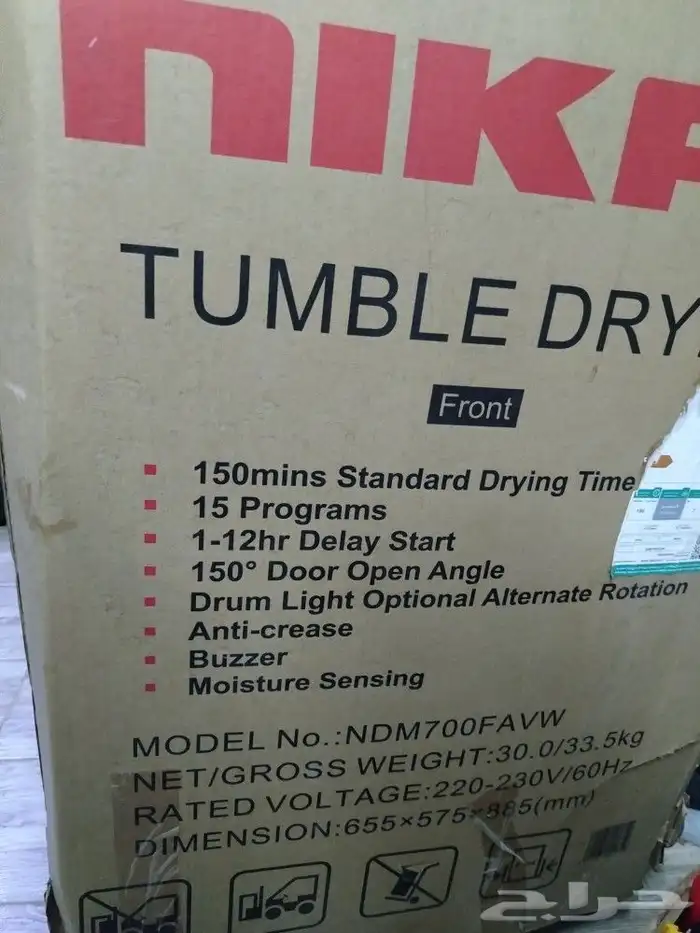 NIKA
TUMBLE DRY
Front
150mins Standard Drying Time
15 Programs
1-12hr Delay Start
150° Door Open Angle
Drum Light Optional Alternate Rotation
Anti-crease
Buzzer
Moisture Sensing
MODEL No.:NDM700FAVW
NET/GROSS WEIGHT:30.0/33.5kg
RATED VOLTAGE:220-230V/60Hz
DIMENSION:655×575×885(mm)
حراج